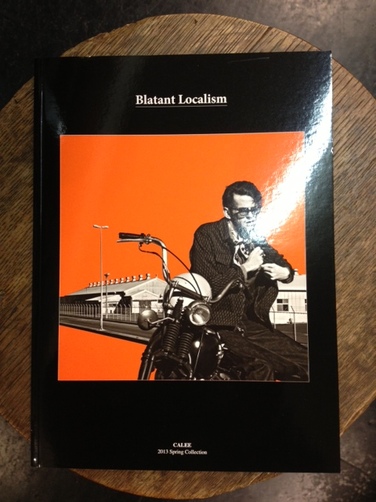 Blatant Localism
CALEE
2013 Spring Collection